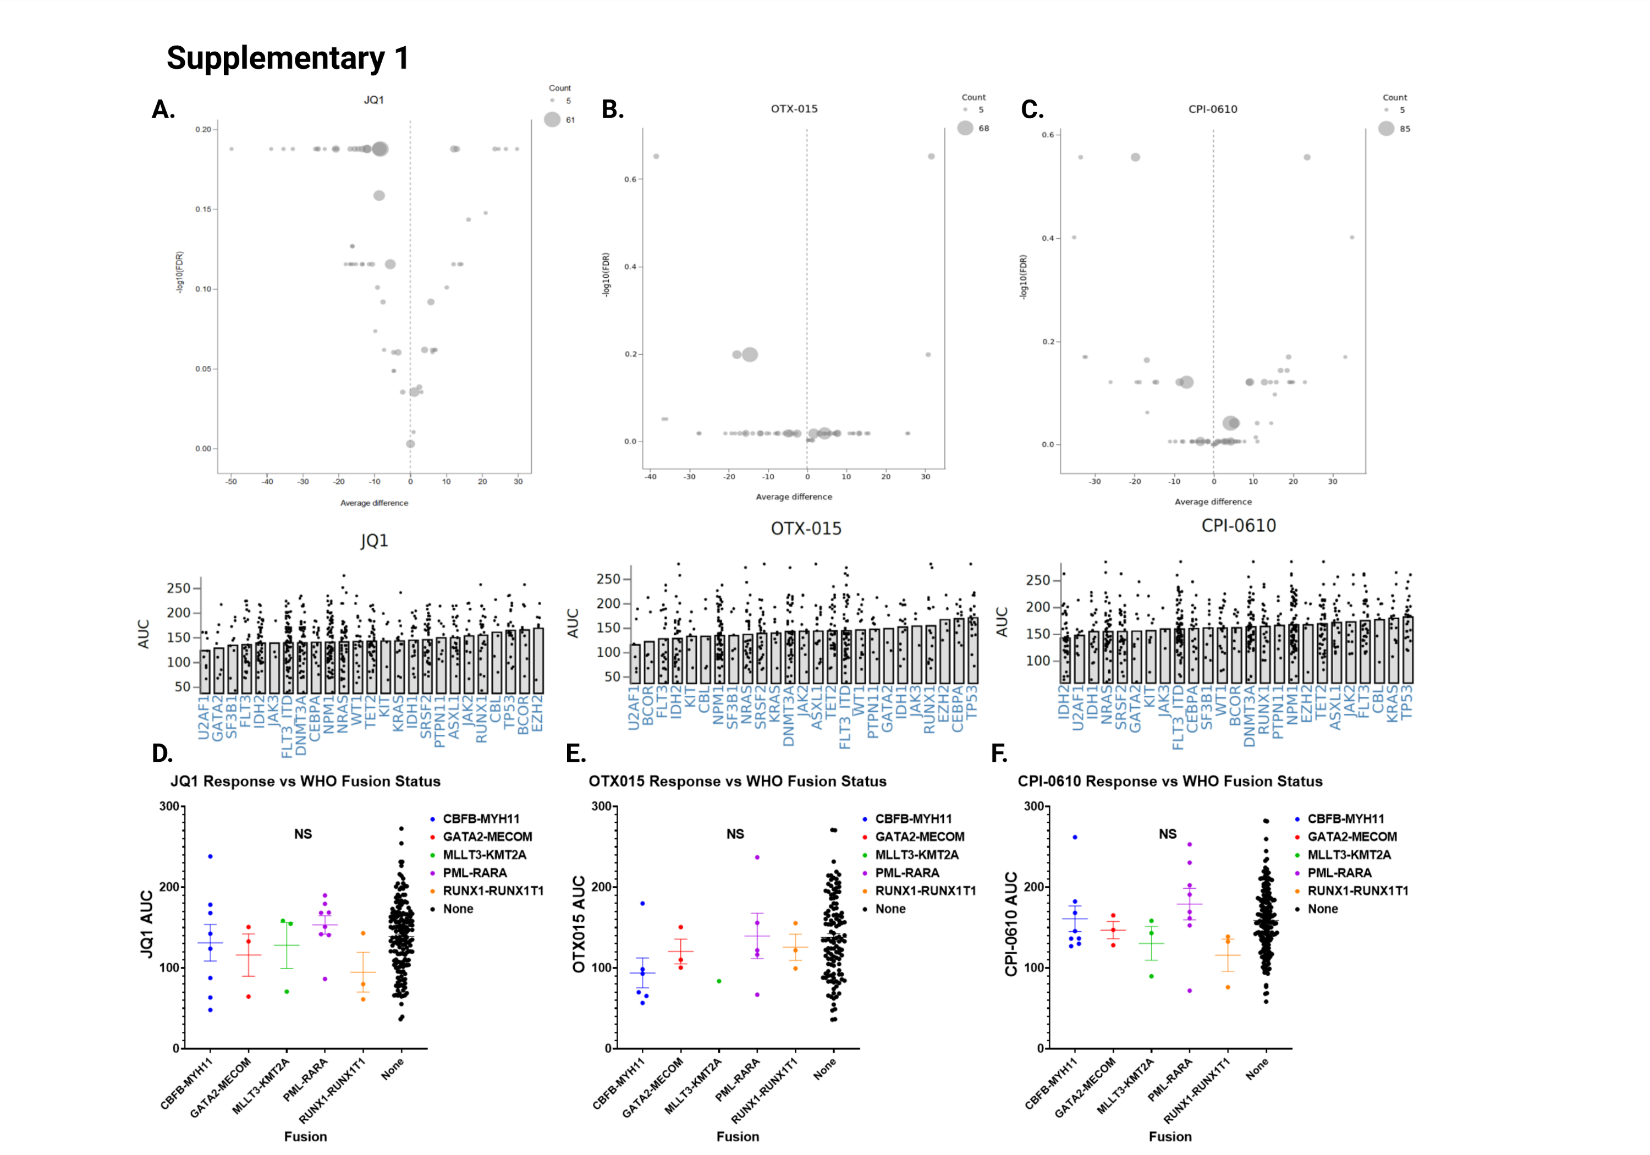 Supplementary 1
A.
JQ1
Count
5
61
0.20
0.15
0.10
0.05
0.00
-log10(FDR)
-50 -40 -30 -20 -10 0 10 20 30
Average difference
B.
OTX-015
Count
5
68
0.6
0.4
0.2
0.0
-log10(FDR)
-40 -30 -20 -10 0 10 20 30
Average difference
C.
CPI-0610
Count
5
85
0.6
0.4
0.2
0.0
-log10(FDR)
-30 -20 -10 0 10 20 30
Average difference
JQ1
AUC
250
200
150
100
50
U2AF1 GATA2 SF3B1 FLT3 IDH2 JAK3 FLT3 ITD DNMT3A CEBPA NPM1 NRAS WT1 TET2 KIT KRAS IDH1 SRSF2 PTPN11 ASXL1 JAK2 RUNX1 CBL TP53 BCOR EZH2
OTX-015
AUC
250
200
150
100
50
U2AF1 BCOR FLT3 IDH2 KIT CBL NPM1 SF3B1 NRAS SRSF2 KRAS DNMT3A JAK2 ASXL1 TET2 FLT3 ITD WT1 PTPN11 GATA2 IDH1 JAK3 RUNX1 EZH2 CEBPA TP53
CPI-0610
AUC
250
200
150
100
IDH2 U2AF1 IDH1 NRAS SRSF2 GATA2 KIT JAK3 FLT3 ITD CEBPA SF3B1 WT1 BCOR DNMT3A RUNX1 PTPN11 NPM1 EZH2 TET2 ASXL1 JAK2 FLT3 CBL KRAS TP53
D.
JQ1 Response vs WHO Fusion Status
300
200
100
0
JQ1 AUC
NS
CBFB-MYH11
GATA2-MECOM
MLLT3-KMT2A
PML-RARA
RUNX1-RUNX1T1
None
CBFB-MYH11 GATA2-MECOM MLLT3-KMT2A PML-RARA RUNX1-RUNX1T1 None
Fusion
E.
OTX015 Response vs WHO Fusion Status
300
200
100
0
OTX015 AUC
NS
CBFB-MYH11
GATA2-MECOM
MLLT3-KMT2A
PML-RARA
RUNX1-RUNX1T1
None
CBFB-MYH11 GATA2-MECOM MLLT3-KMT2A PML-RARA RUNX1-RUNX1T1 None
Fusion
F.
CPI-0610 Response vs WHO Fusion Status
300
200
100
0
CPI-0610 AUC
NS
CBFB-MYH11
GATA2-MECOM
MLLT3-KMT2A
PML-RARA
RUNX1-RUNX1T1
None
CBFB-MYH11 GATA2-MECOM MLLT3-KMT2A PML-RARA RUNX1-RUNX1T1 None
Fusion